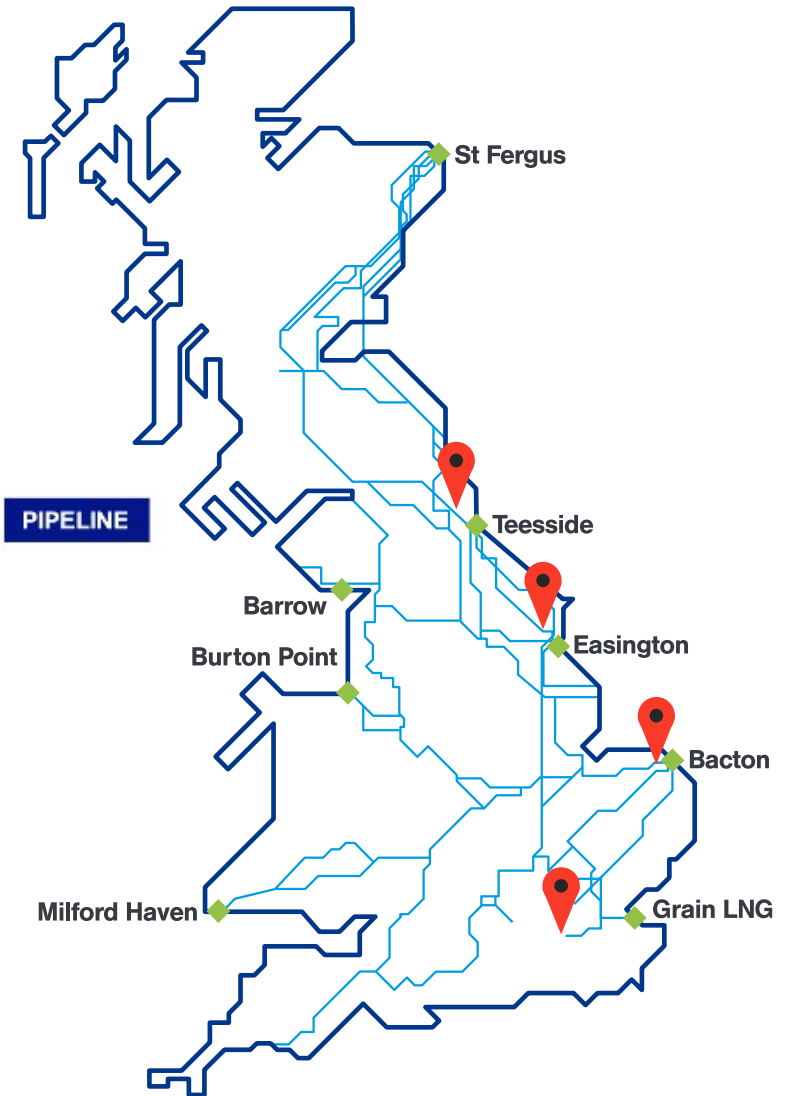 St Fergus
PIPELINE
Teesside
Barrow
Easington
Burton Point
Bacton
Milford Haven
Grain LNG